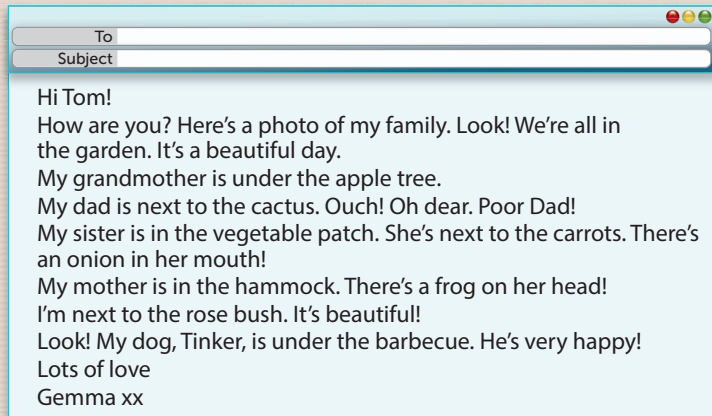 To
Subject
Hi Tom!
How are you? Here's a photo of my family. Look! We're all in
the garden. It's a beautiful day.
My grandmother is under the apple tree.
My dad is next to the cactus. Ouch! Oh dear. Poor Dad!
My sister is in the vegetable patch. She's next to the carrots. There's
an onion in her mouth!
My mother is in the hammock. There's a frog on her head!
I'm next to the rose bush. It's beautiful!
Look! My dog, Tinker, is under the barbecue. He's very happy!
Lots of love
Gemma xx